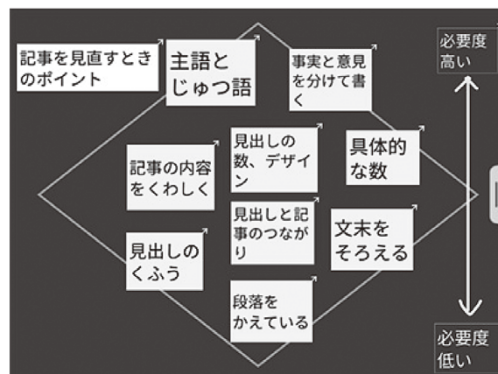 記事を見直すとき
のポイント
主語と
じゅつ語
事実と意見
を分けて書
く
必要度
高い
記事の内容
をくわしく
見出しの
数、デザイ
ン
具体的
な数
見出しの
くふう
見出しと記
事のつなが
り
文末を
そろえる
段落を
かえている
必要度
低い